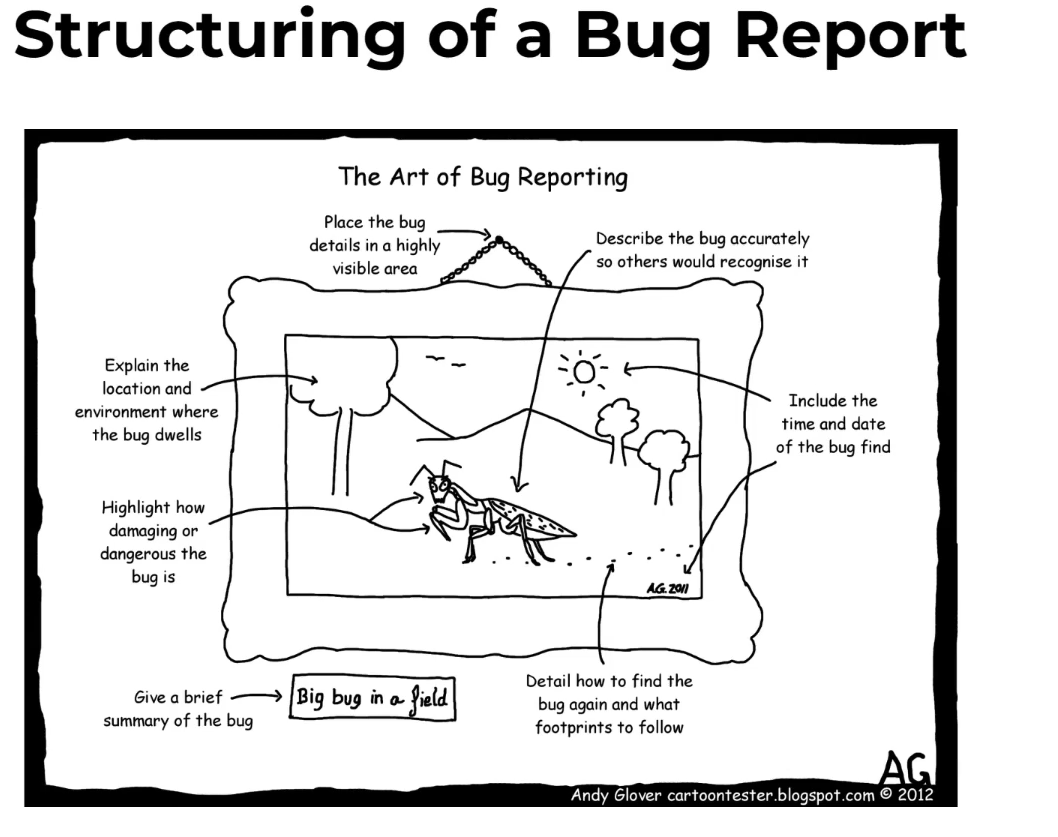 Structuring of a Bug Report
The Art of Bug Reporting
Place the bug
details in a highly
visible area
Describe the bug accurately
so others would recognise it
Explain the
location and
environment where
the bug dwells
Include the
time and date
of the bug find
Highlight how
damaging or
dangerous the
bug is
A.G. 2011
Give a brief
summary of the bug
Big bug in a field
Detail how to find the
bug again and what
footprints to follow
AG
Andy Glover cartoontester.blogspot.com © 2012